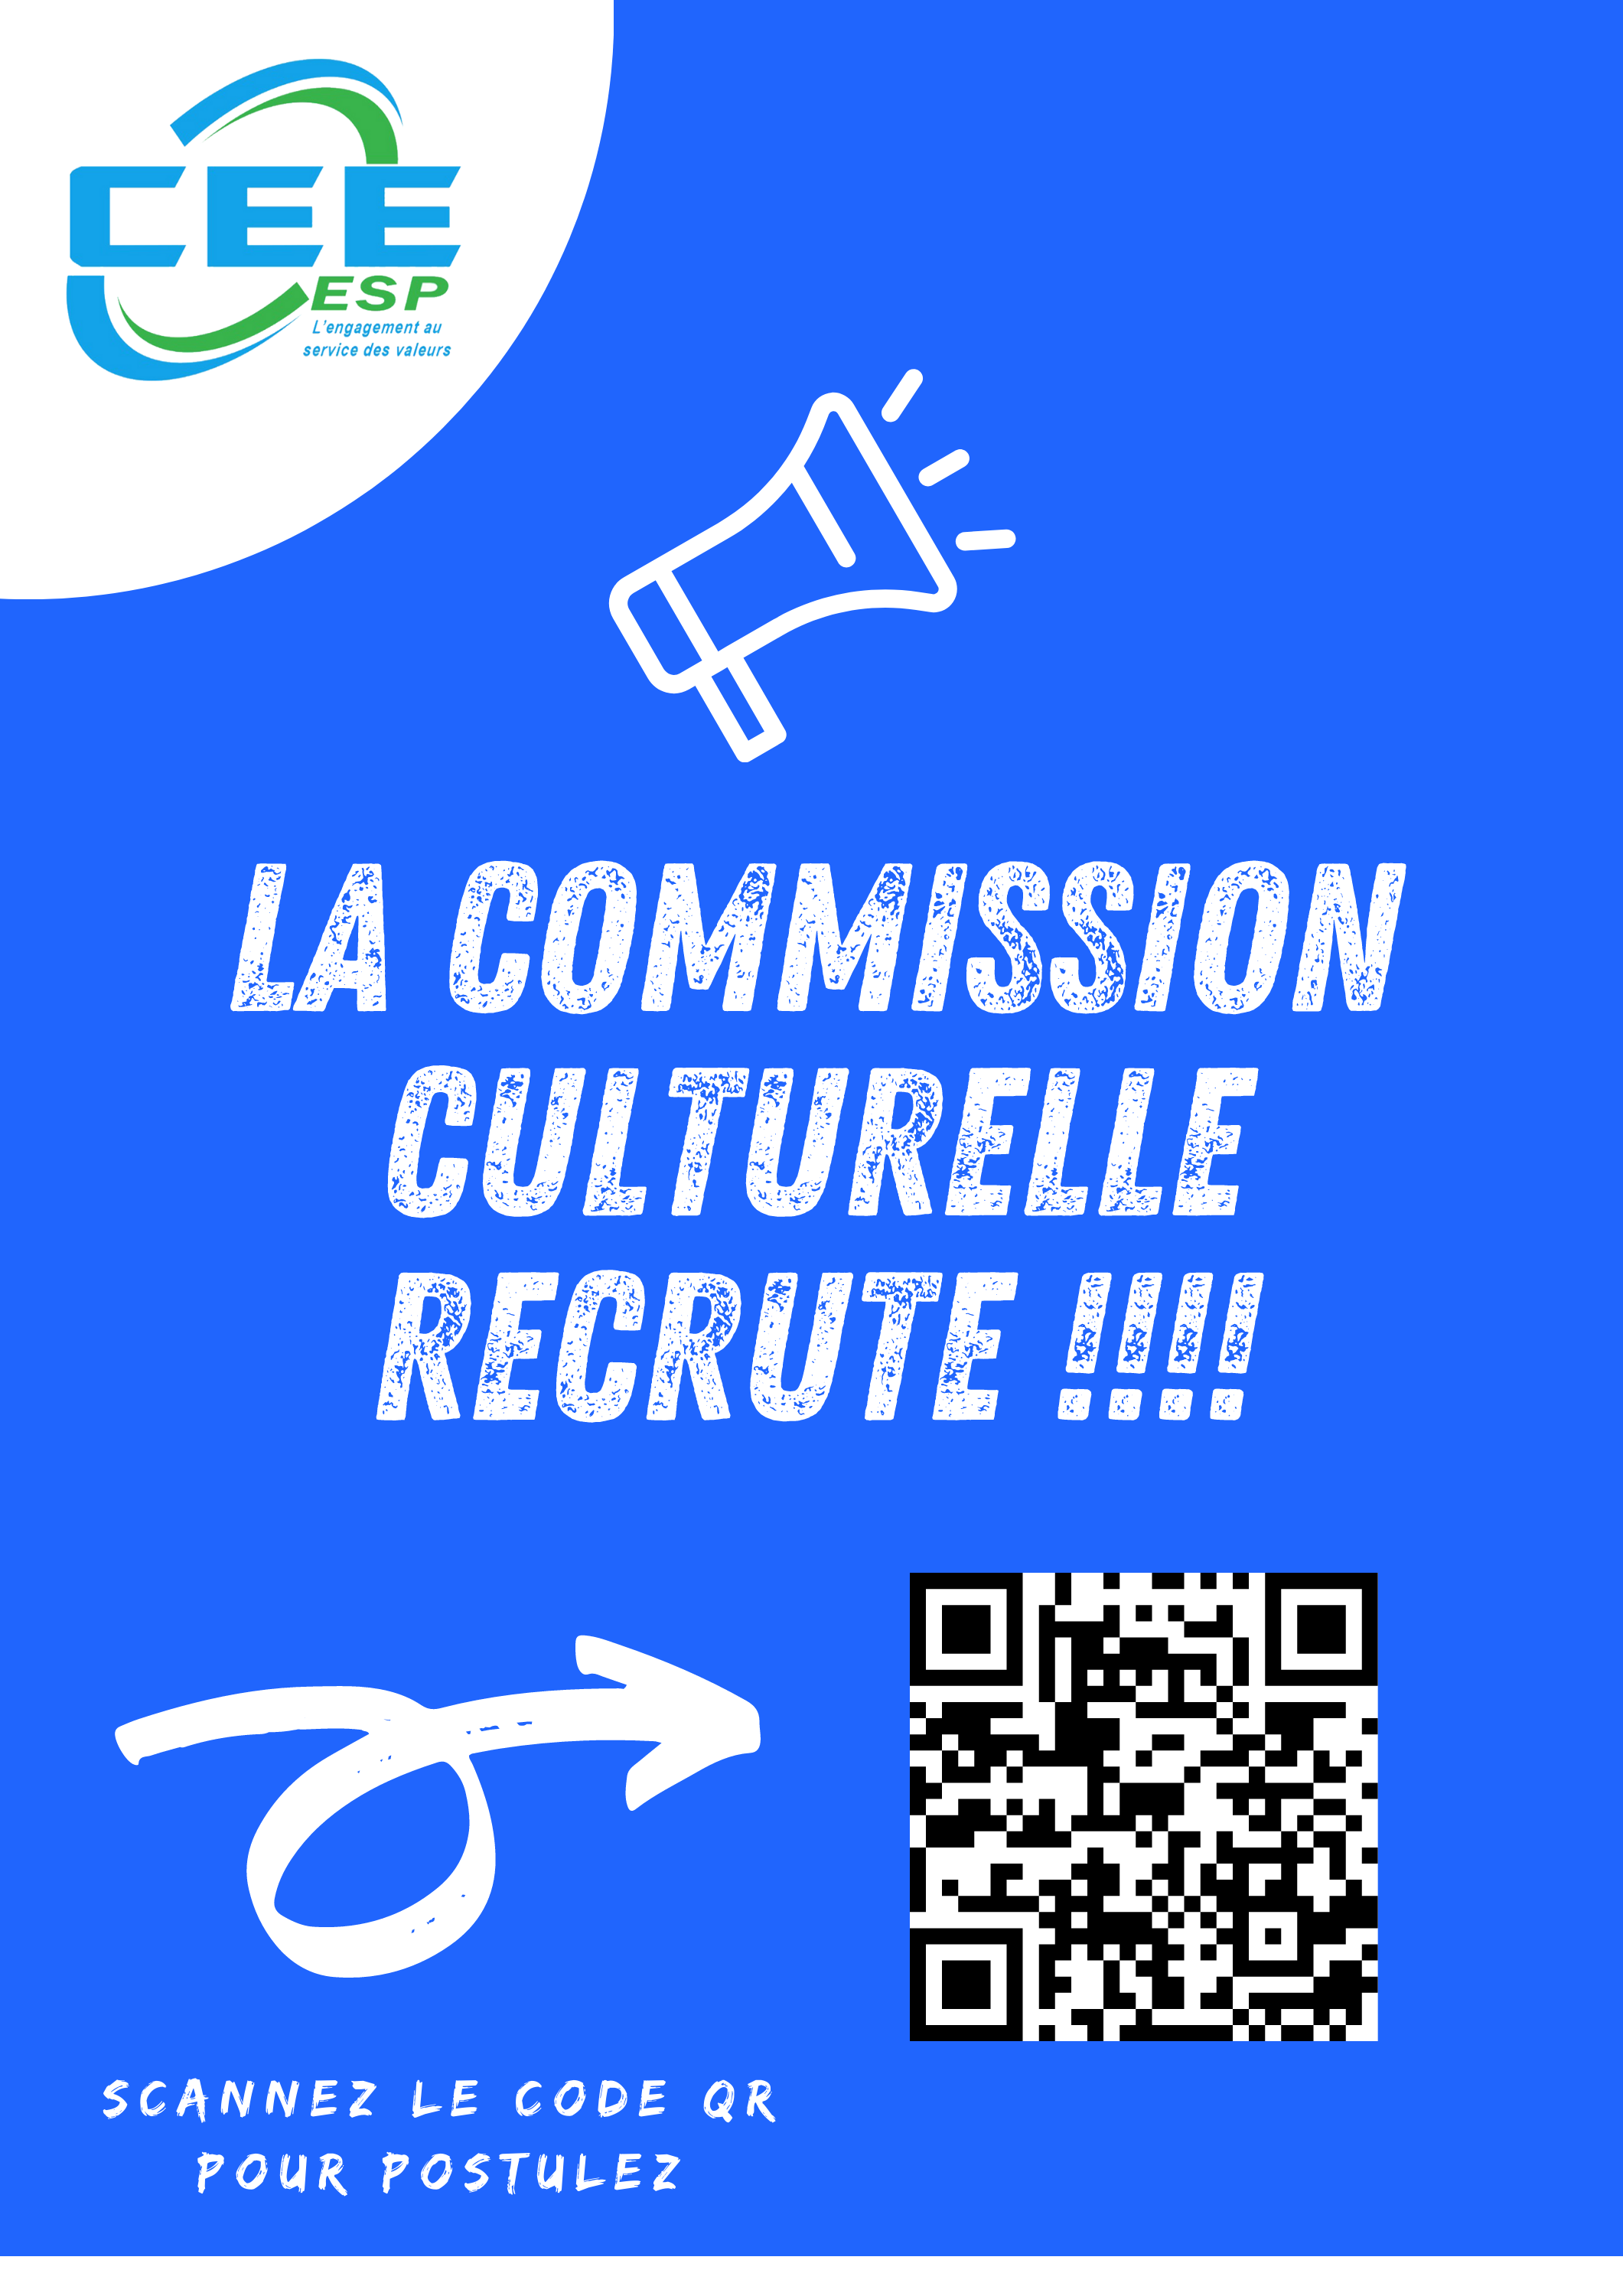 CEE
ESP
L'engagement au
service des valeurs
LA COMMISSION
CULTURELLE
RECRUTE !!!!
SCANNEZ LE CODE QR
POUR POSTULEZ